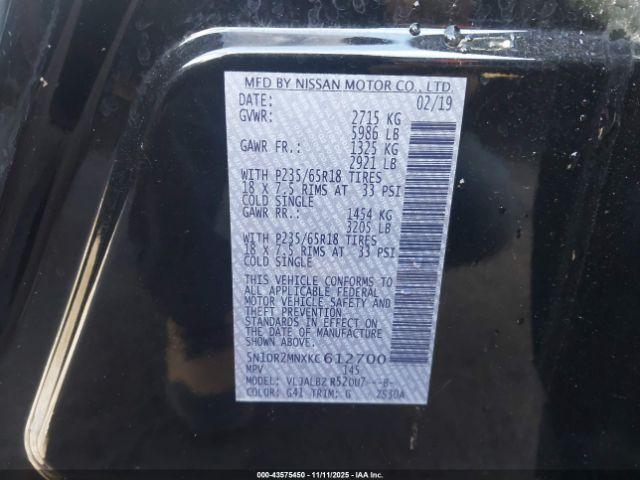 MFD BY NISSAN MOTOR CO., LTD.
DATE: 02/19
GVWR: 2715 KG
5986 LB
GAWR FR.: 1325 KG
2921 LB
WITH P235/65R18 TIRES
18 X 7.5 RIMS AT 33 PSI
COLD SINGLE
GAWR RR.: 1454 KG
3205 LB
WITH P235/65R18 TIRES
18 X 7.5 RIMS AT 33 PSI
COLD SINGLE
THIS VEHICLE CONFORMS TO
ALL APPLICABLE FEDERAL
MOTOR VEHICLE SAFETY AND
THEFT PREVENTION
STANDARDS IN EFFECT ON
THE DATE OF MANUFACTURE
SHOWN ABOVE.
5N1DR2MNXKC612700
MPV 145
MODEL:
COLOR: G41 TRIM: G
000-43575450 - 11/11/2025 - IAA Inc.